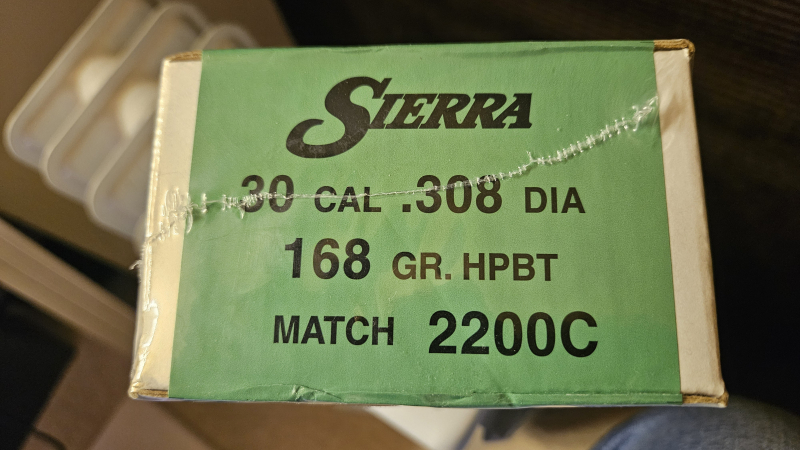 SIERRA
30 CAL .308 DIA
168 GR. HPBT
MATCH 2200C